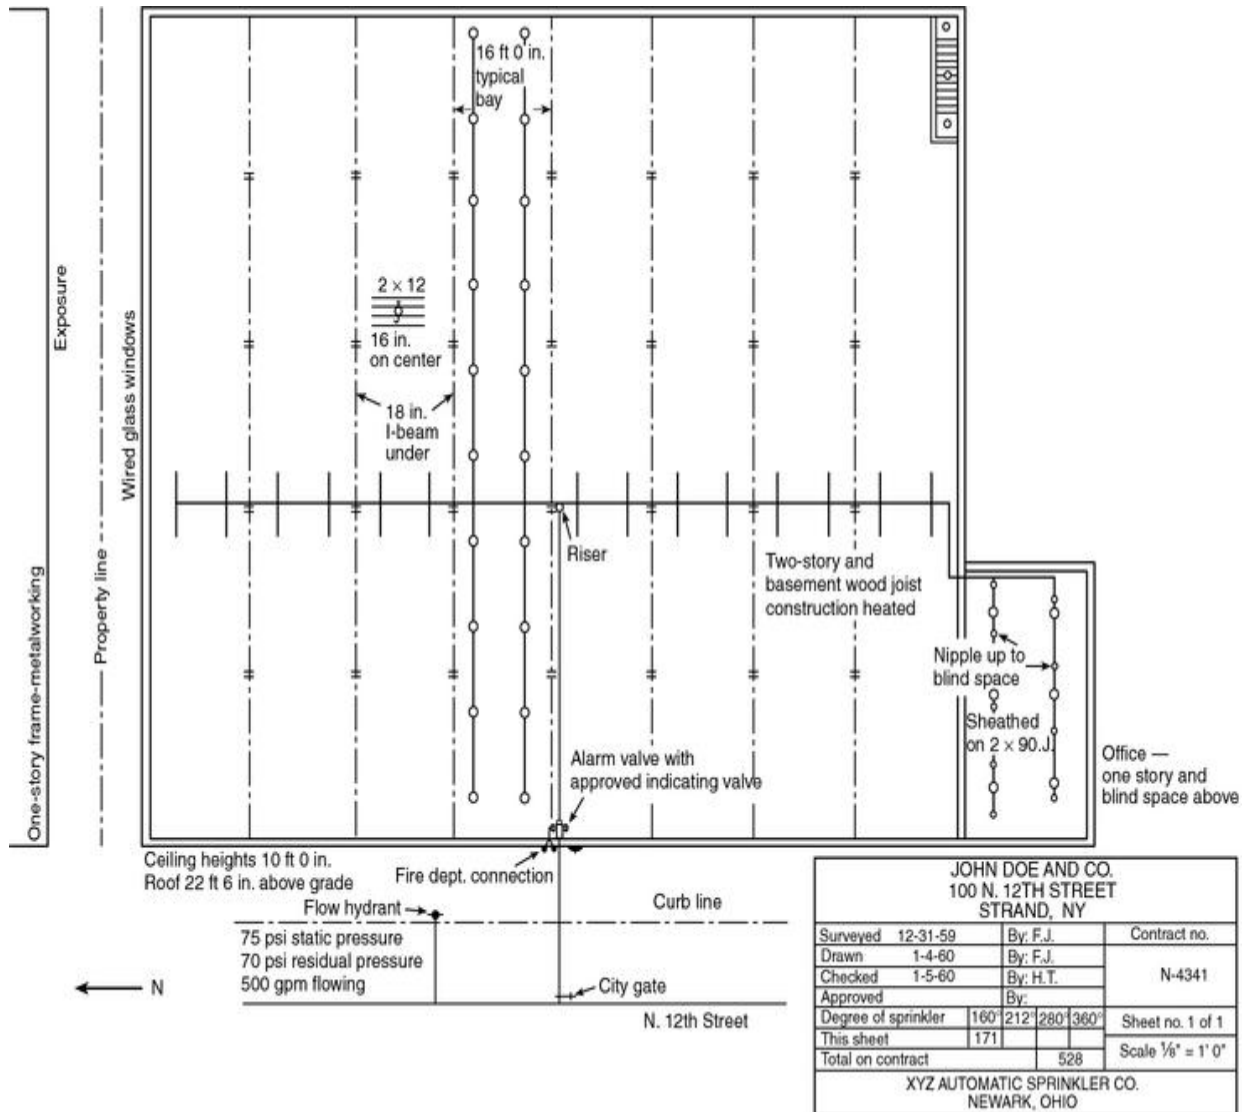 16 ft 0 in.
typical
bay
Exposure
Wired glass windows
2 × 12
16 in.
on center
18 in.
I-beam
under
Riser
Two-story and
basement wood joist
construction heated
One-story frame-metalworking
Property line
Nipple up to
blind space
Sheathed
on 2 × 90.J.
Alarm valve with
approved indicating valve
Office —
one story and
blind space above
Ceiling heights 10 ft 0 in.
Roof 22 ft 6 in. above grade
Fire dept. connection
Flow hydrant
Curb line
75 psi static pressure
70 psi residual pressure
500 gpm flowing
N
City gate
N. 12th Street
JOHN DOE AND CO.
100 N. 12TH STREET
STRAND, NY
Surveyed 12-31-59 By: F.J. Contract no.
Drawn 1-4-60 By: F.J.
Checked 1-5-60 By: H.T. N-4341
Approved By:
Degree of sprinkler 160° 212° 280° 360° Sheet no. 1 of 1
This sheet 171
Total on contract 528 Scale 1/8" = 1' 0"
XYZ AUTOMATIC SPRINKLER CO.
NEWARK, OHIO